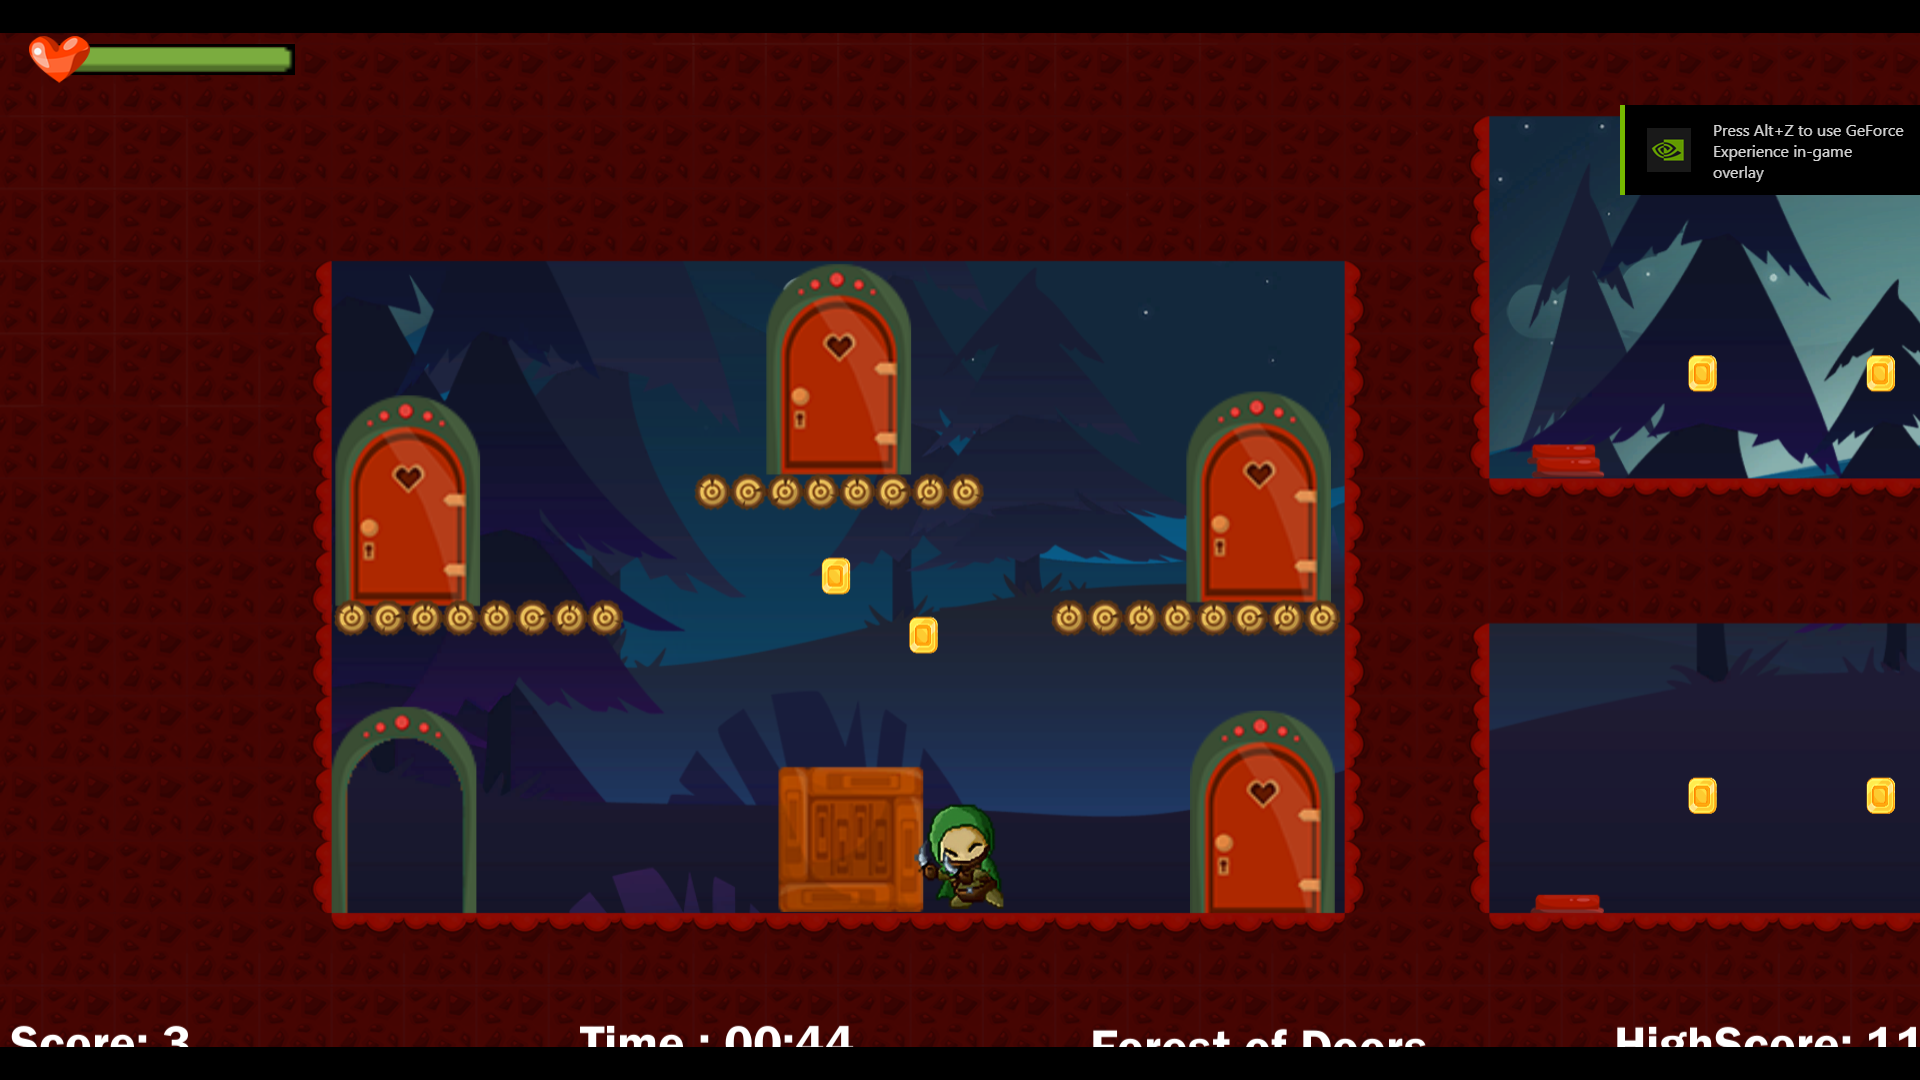 Press Alt+Z to use GeForce
Experience in-game
overlay
Score: 3
Time : 00:44
Forest of Doors
HighScore: 11